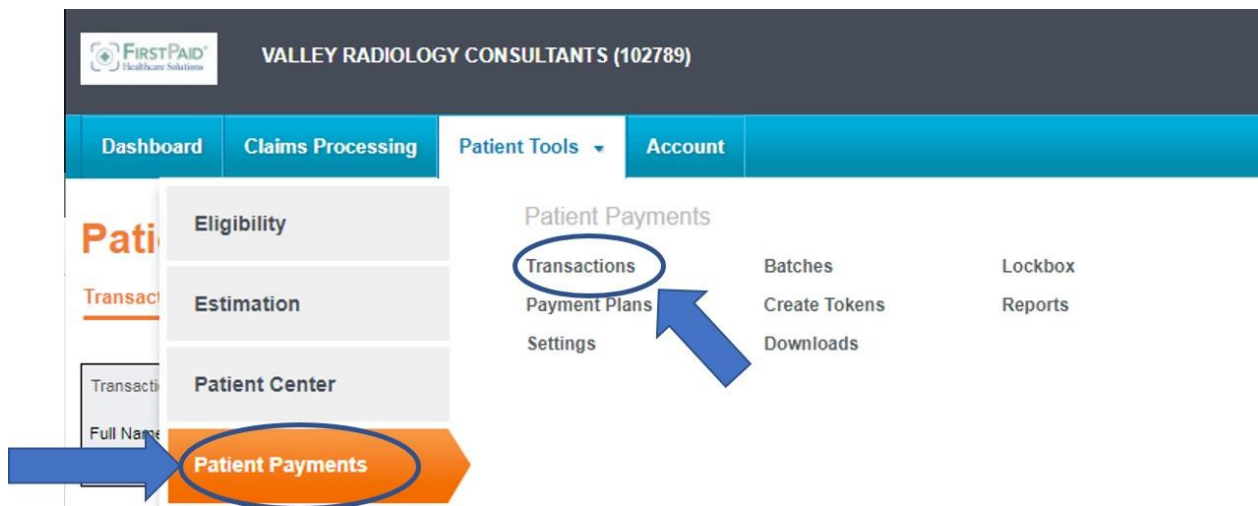 FIRSTPAID
Healthcare Solutions
VALLEY RADIOLOGY CONSULTANTS (102789)
Dashboard Claims Processing Patient Tools Account
Pati
Transact
Transacti
Full Name
Eligibility
Estimation
Patient Center
Patient Payments
Patient Payments
Transactions Batches Lockbox
Payment Plans Create Tokens Reports
Settings Downloads